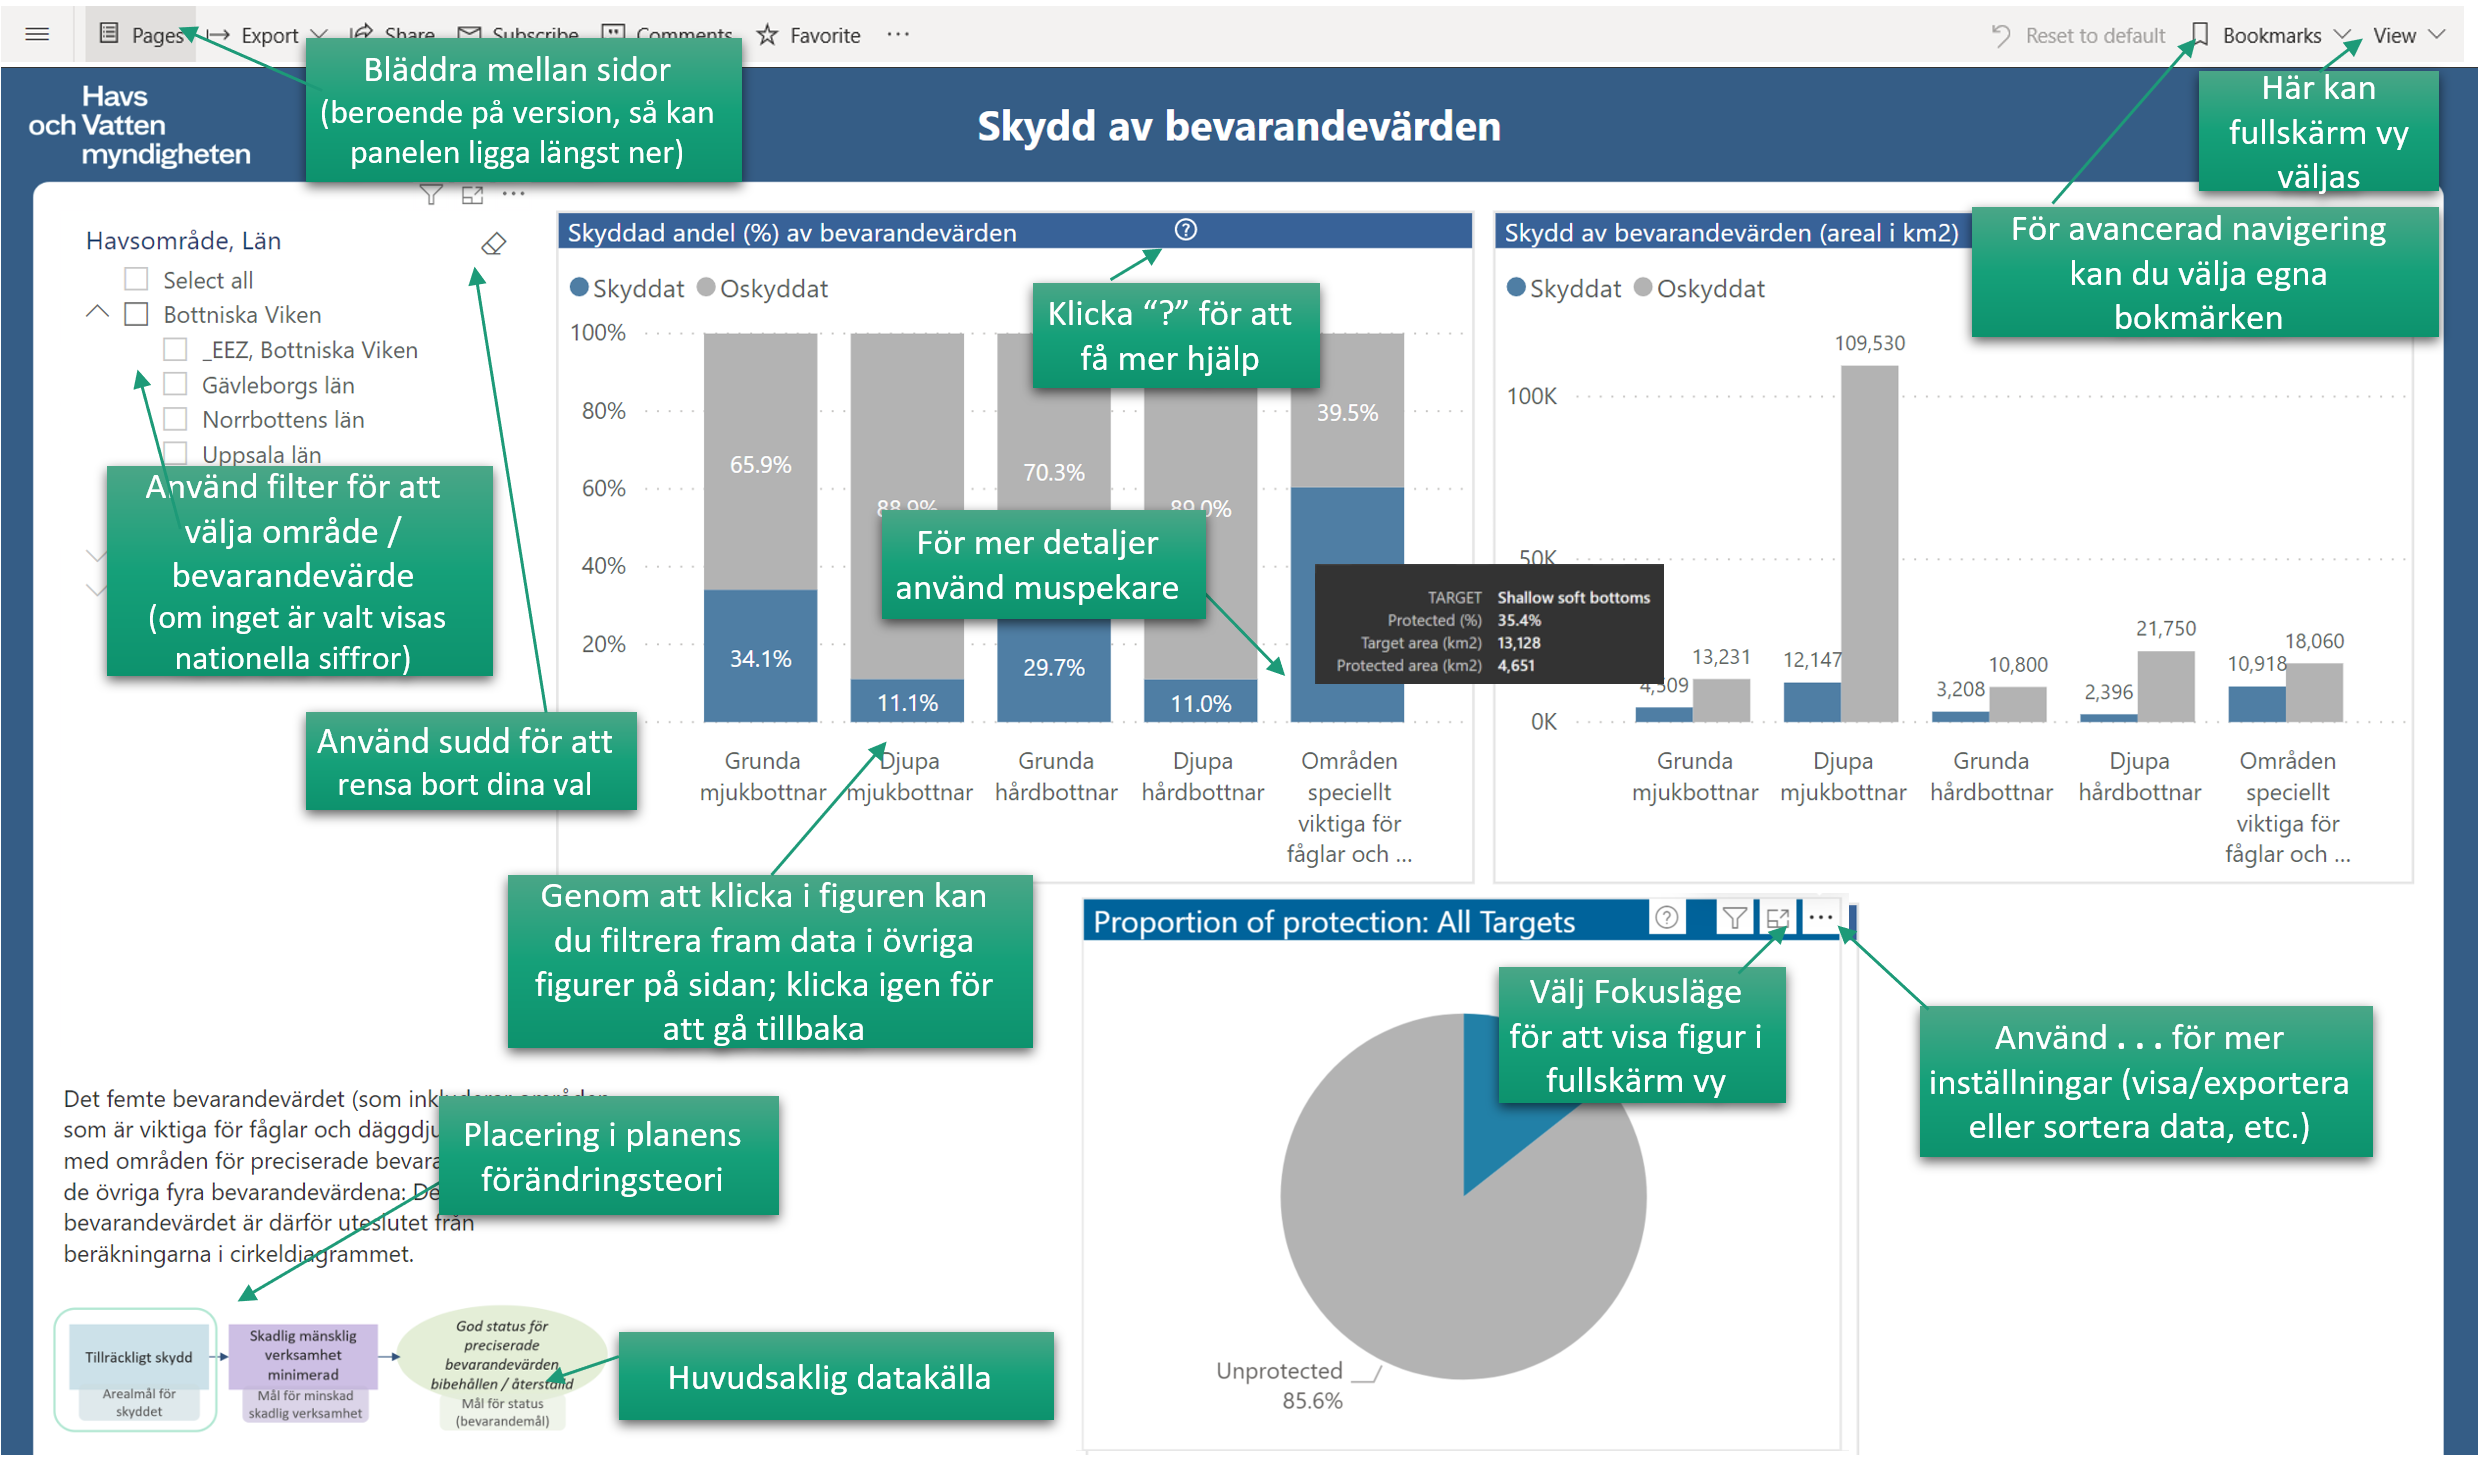 Pages
Export
Share
Subscribe
Comments
Favorite
Reset to default
Bookmarks
View
Bläddra mellan sidor
(beroende på version, så kan
panelen ligga längst ner)
Havs
och Vatten
myndigheten
Skydd av bevarandevärden
Här kan
fullskärm vy
väljas
För avancerad navigering
kan du välja egna
bokmärken
Havsområde, Län
Select all
Bottniska Viken
_EEZ, Bottniska Viken
Gävleborgs län
Norrbottens län
Uppsala län
Använd filter för att
välja område /
bevarandevärde
(om inget är valt visas
nationella siffror)
Använd sudd för att
rensa bort dina val
Skyddad andel (%) av bevarandevärden
Skyddat Oskyddat
Klicka “?” för att
få mer hjälp
100%
80%
60%
40%
20%
65.9%
88.9%
70.3%
89.0%
39.5%
34.1%
11.1%
29.7%
11.0%
För mer detaljer
använd muspekare
TARGET Shallow soft bottoms
Protected (%) 35.4%
Target area (km2) 13,128
Protected area (km2) 4,651
Grunda
mjukbottnar
Djupa
mjukbottnar
Grunda
hårdbottnar
Djupa
hårdbottnar
Områden
speciellt
viktiga för
fåglar och ...
Skydd av bevarandevärden (areal i km2)
Skyddat Oskyddat
100K
50K
0K
4,509
13,231
12,147
109,530
3,208
10,800
2,396
21,750
10,918
18,060
Grunda
mjukbottnar
Djupa
mjukbottnar
Grunda
hårdbottnar
Djupa
hårdbottnar
Områden
speciellt
viktiga för
fåglar och ...
Genom att klicka i figuren kan
du filtrera fram data i övriga
figurer på sidan; klicka igen för
att gå tillbaka
Proportion of protection: All Targets
Välj Fokusläge
för att visa figur i
fullskärm vy
Använd . . . för mer
inställningar (visa/exportera
eller sortera data, etc.)
Unprotected
85.6%
Det femte bevarandevärdet (som inkluderar områden
som är viktiga för fåglar och
med områden för preciserade
de övriga fyra bevarandevärdena:
bevarandevärdet är därför uteslutet från
beräkningarna i cirkeldiagrammet.
Placering i planens
förändringsteori
Tillräckligt skydd
Arealmål för
skyddet
Skadlig mänsklig
verksamhet
minimerad
Mål för minskad
skadlig verksamhet
God status för
preciserade
bevarandevärden
bibehållen / återställd
Mål för status
(bevarandemål)
Huvudsaklig datakälla